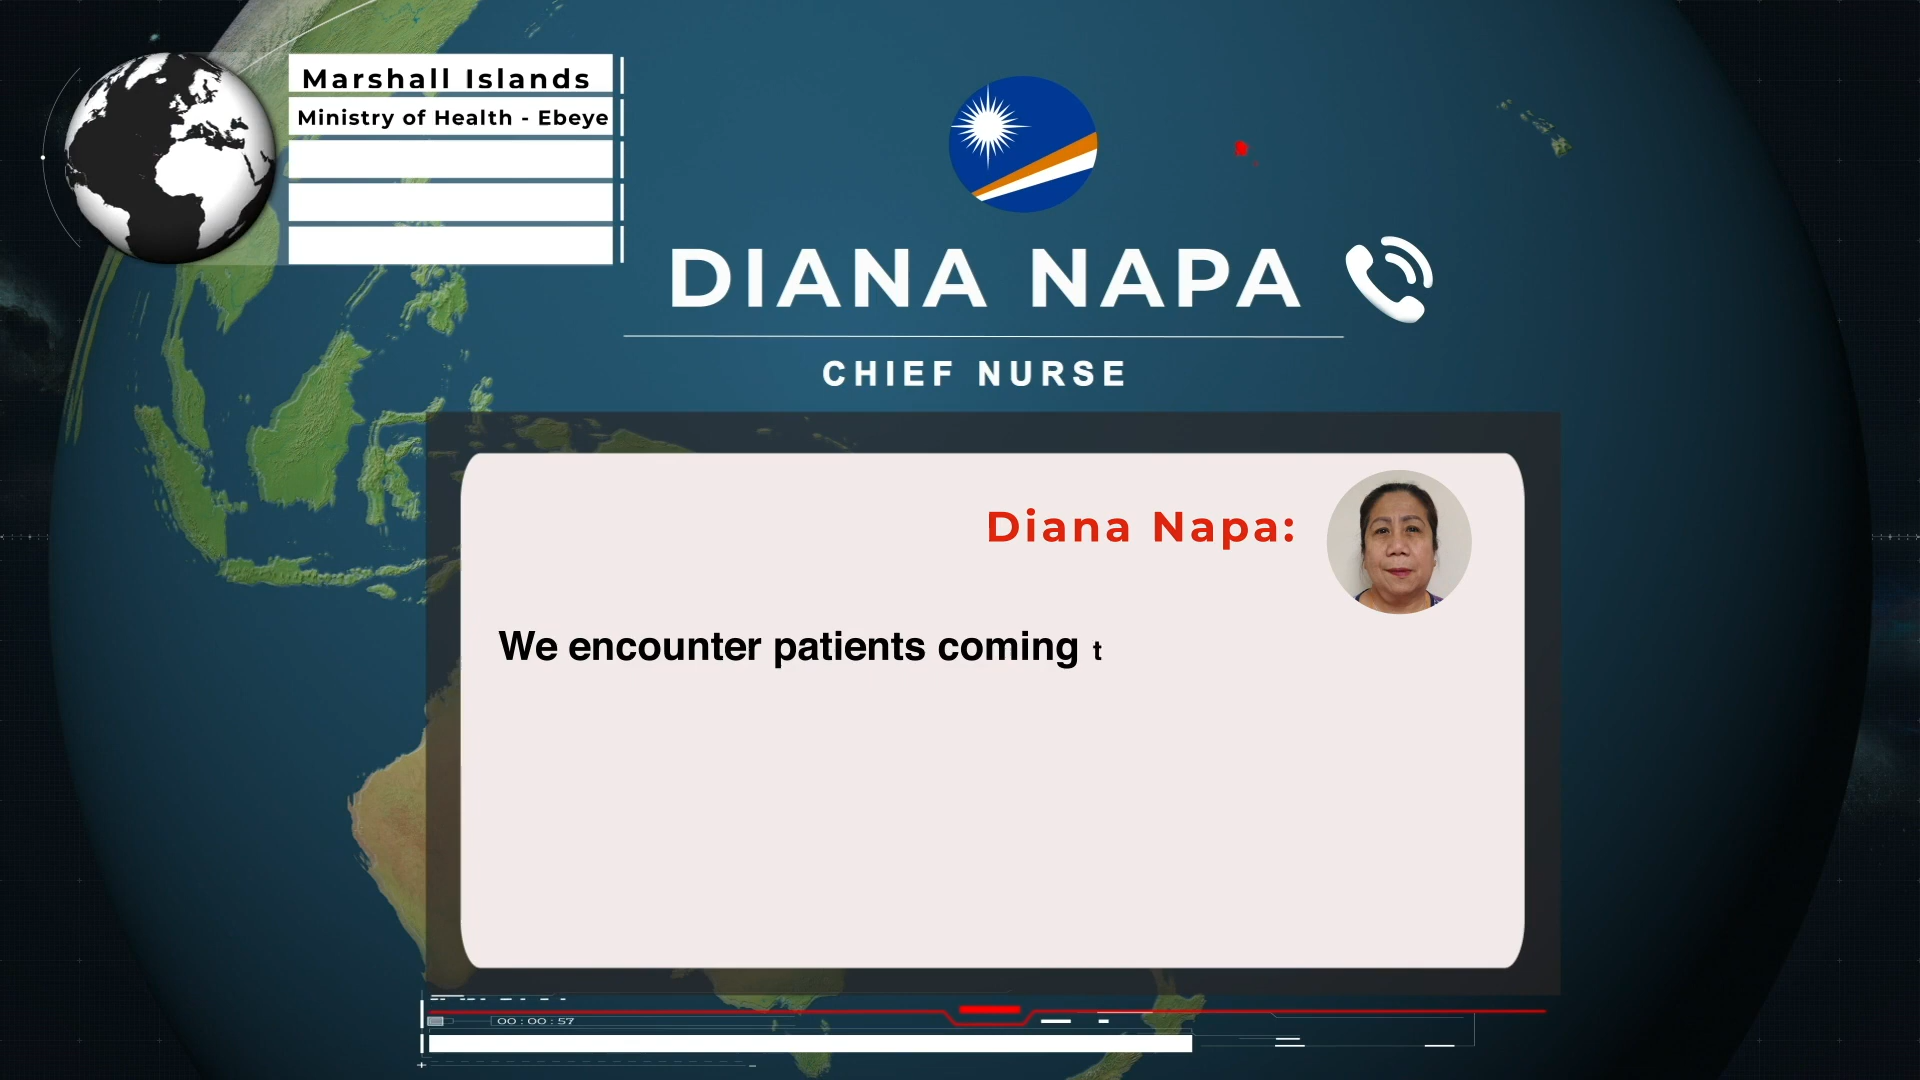 Marshall Islands
Ministry of Health - Ebeye
DIANA NAPA
CHIEF NURSE
Diana Napa:
We encounter patients coming t
00:00:57